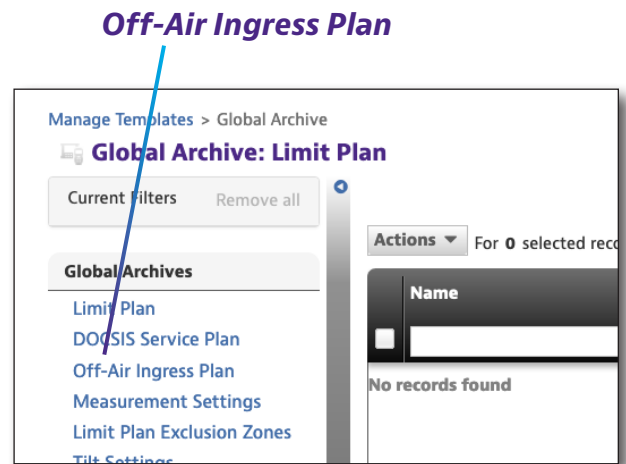 Off-Air Ingress Plan
Manage Templates > Global Archive
Global Archive: Limit Plan
Current Filters Remove all
Actions For 0 selected reco
Global Archives
Name
Limit Plan
DOCSIS Service Plan
Off-Air Ingress Plan
No records found
Measurement Settings
Limit Plan Exclusion Zones
Tilt Settings